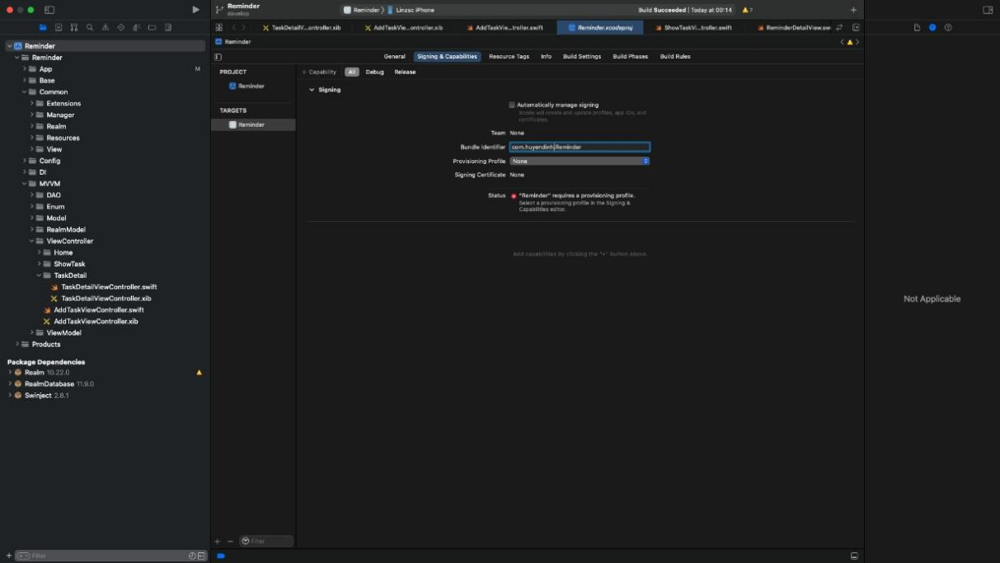 Reminder
develop
Reminder 〉 Linzsc iPhone
Build Succeeded | Today at 00:14
7
TaskDetailV...ontroller.xib
AddTaskVie...ontroller.xib
AddTaskVie...troller.swift
Reminder.xcodeproj
ShowTaskVi...troller.swift
ReminderDetailView.sw
Reminder
General
Signing & Capabilities
Resource Tags
Info
Build Settings
Build Phases
Build Rules
Reminder
Reminder
App
M
Base
Common
Extensions
Manager
Realm
Resources
View
Config
DI
MVVM
DAO
Enum
Model
RealmModel
ViewController
Home
ShowTask
TaskDetail
TaskDetailViewController.swift
TaskDetailViewController.xib
AddTaskViewController.swift
AddTaskViewController.xib
ViewModel
Products
Package Dependencies
Realm 10.22.0
RealmDatabase 11.9.0
Swinject 2.8.1
Filter
PROJECT
Reminder
TARGETS
Reminder
Filter
+ Capability
All
Debug
Release
Signing
Automatically manage signing
Xcode will create and update profiles, app IDs, and
certificates.
Team None
Bundle Identifier com.huyendinh.Reminder
Provisioning Profile None
Signing Certificate None
Status "Reminder" requires a provisioning profile.
Select a provisioning profile in the Signing &
Capabilities editor.
Add capabilities by clicking the "+" button above.
Not Applicable